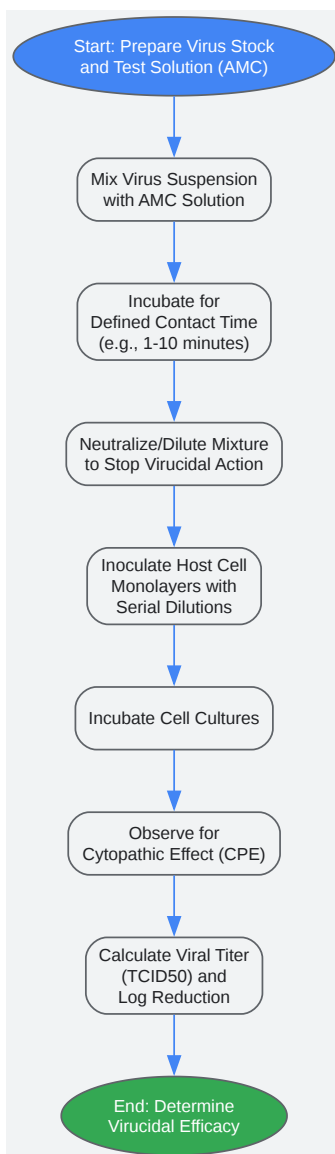 Start: Prepare Virus Stock
and Test Solution (AMC)
Mix Virus Suspension
with AMC Solution
Incubate for
Defined Contact Time
(e.g., 1-10 minutes)
Neutralize/Dilute Mixture
to Stop Virucidal Action
Inoculate Host Cell
Monolayers with
Serial Dilutions
Incubate Cell Cultures
Observe for
Cytopathic Effect (CPE)
Calculate Viral Titer
(TCID50) and
Log Reduction
End: Determine
Virucidal Efficacy